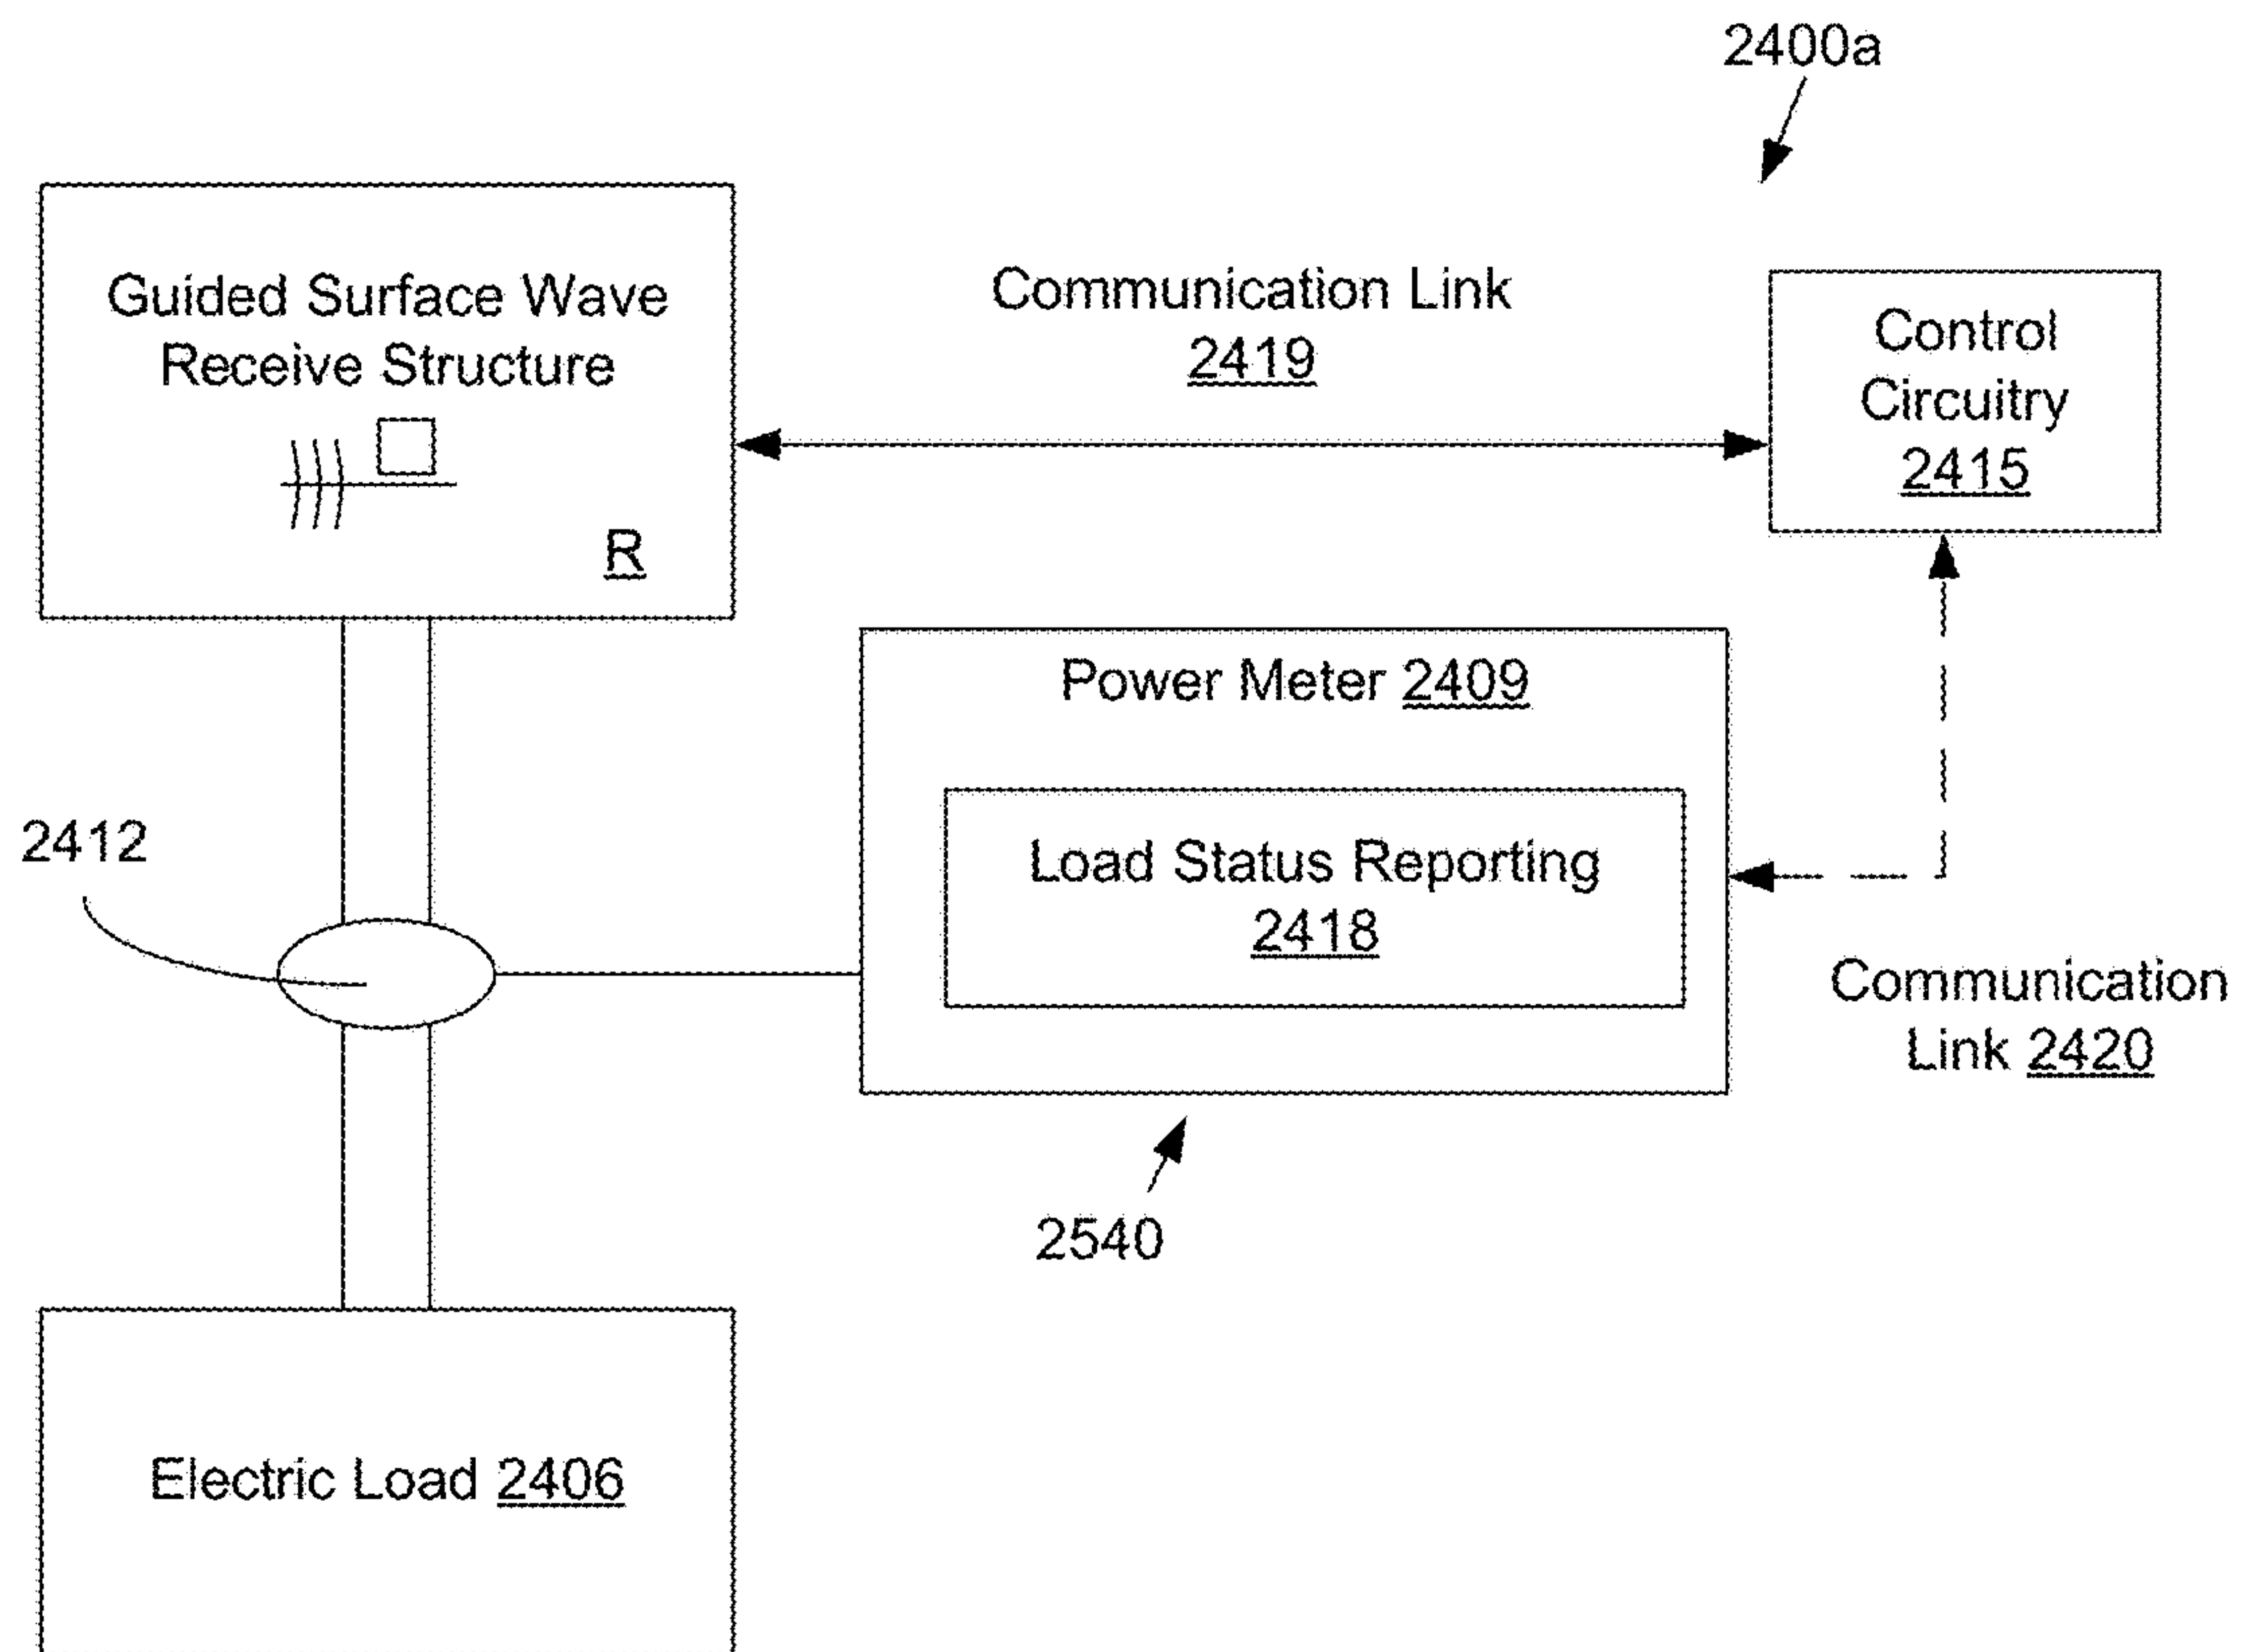 2400a
Guided Surface Wave
Receive Structure
R
Communication Link
2419
Control
Circuitry
2415
Power Meter 2409
Load Status Reporting
2418
2412
Communication
Link 2420
2540
Electric Load 2406